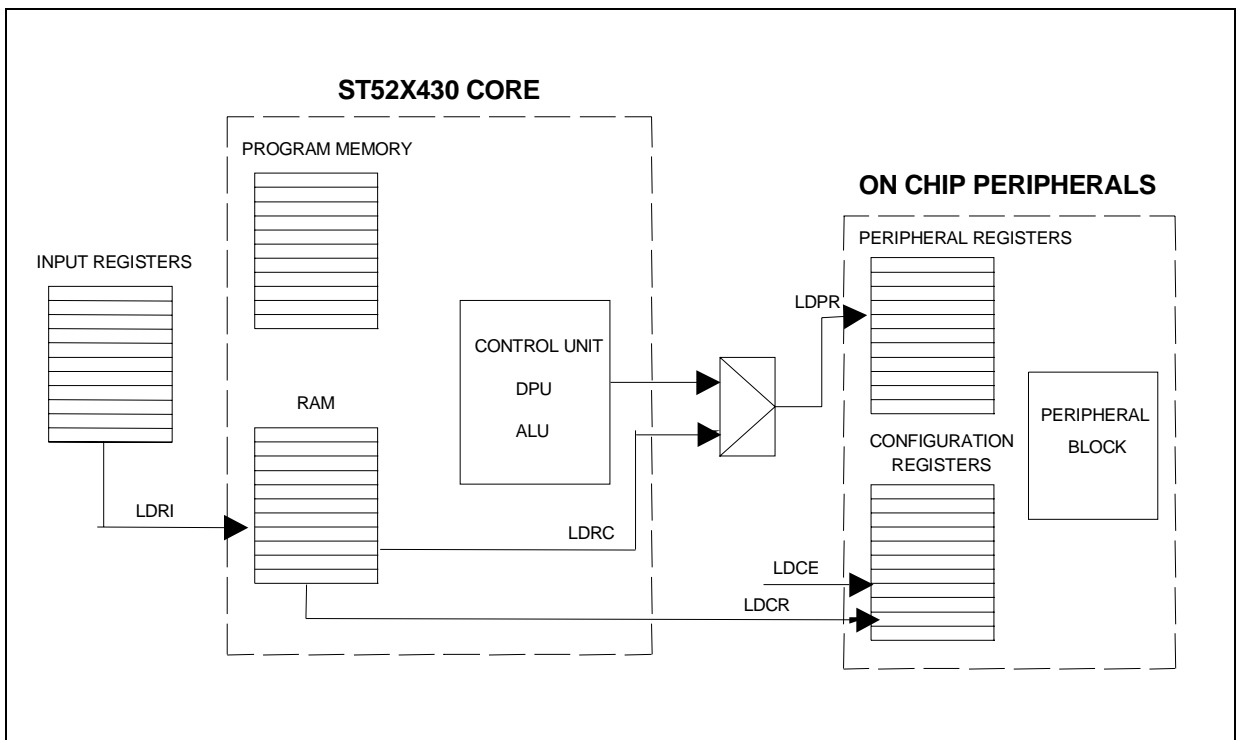 ST52X430 CORE
PROGRAM MEMORY
ON CHIP PERIPHERALS
PERIPHERAL REGISTERS
INPUT REGISTERS
LDPR
CONTROL UNIT
DPU
ALU
RAM
PERIPHERAL
BLOCK
CONFIGURATION
REGISTERS
LDRI
LDRC
LDCE
LDCR